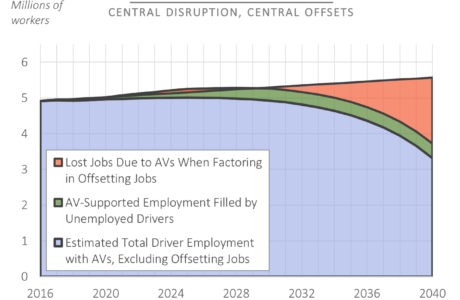 Millions of
workers
CENTRAL DISRUPTION, CENTRAL OFFSETS
6
5
4
3
2
1
0
Lost Jobs Due to AVs When Factoring
in Offsetting Jobs
AV-Supported Employment Filled by
Unemployed Drivers
Estimated Total Driver Employment
with AVs, Excluding Offsetting Jobs
2016 2020 2024 2028 2032 2036 2040